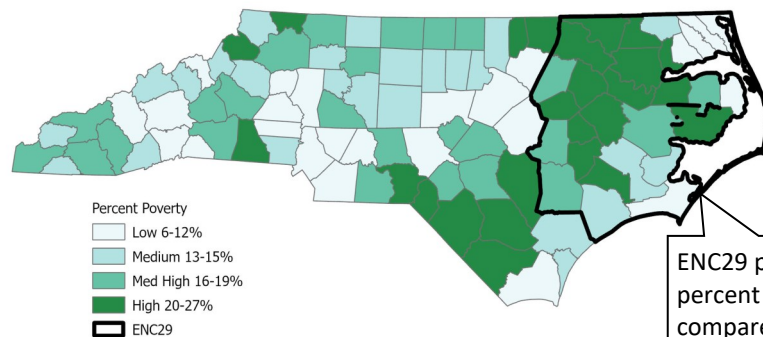 Percent Poverty
Low 6-12%
Medium 13-15%
Med High 16-19%
High 20-27%
ENC29
ENC29 p
percent
compare